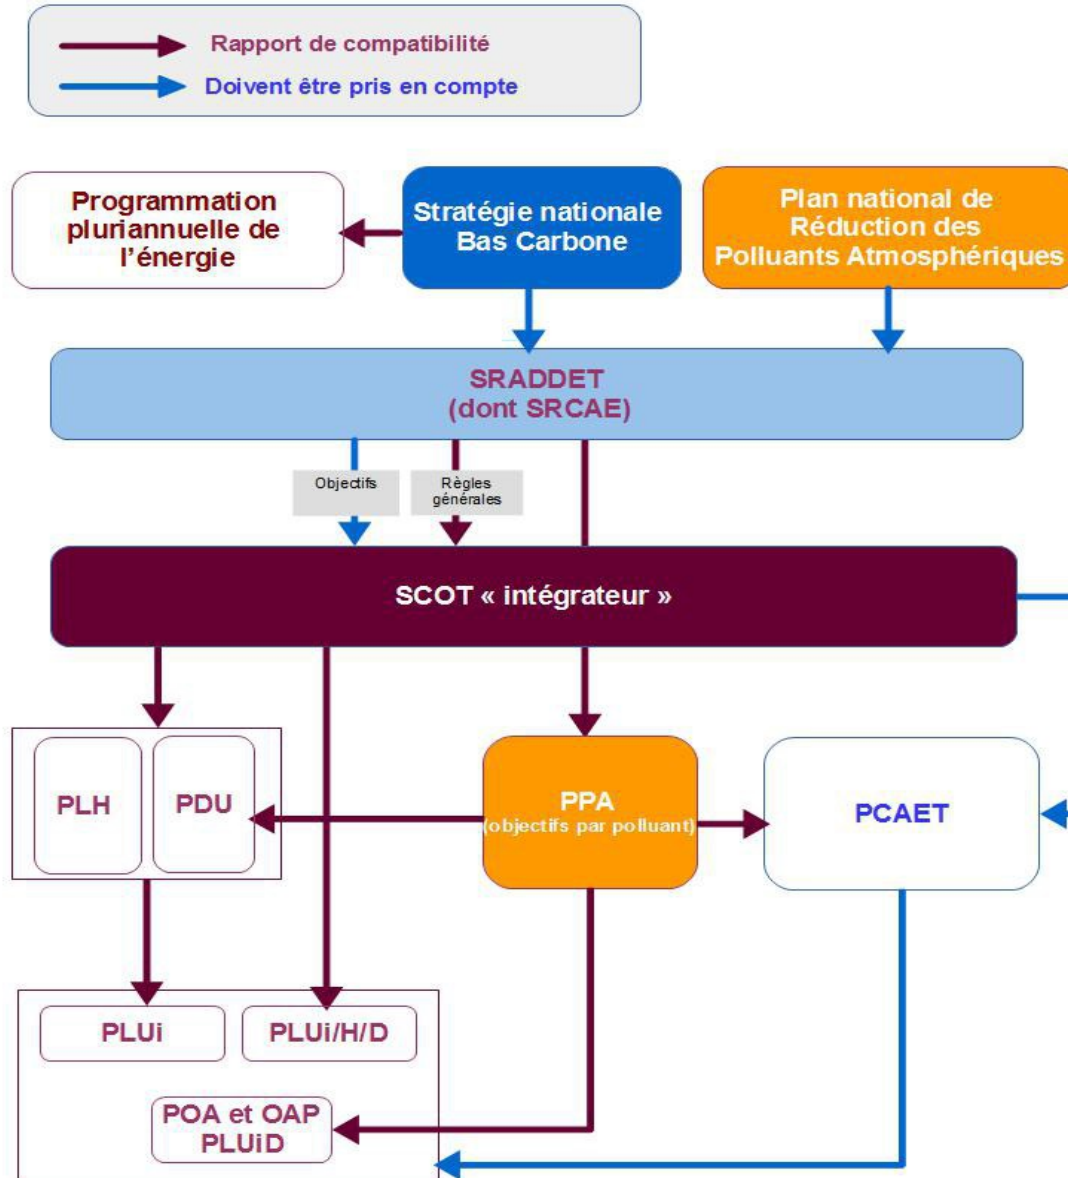 Rapport de compatibilité
Doivent être pris en compte
Programmation
pluriannuelle de
l'énergie
Stratégie nationale
Bas Carbone
Plan national de
Réduction des
Polluants Atmosphériques
SRADDET
(dont SRCAE)
Objectifs
Règles
générales
SCOT « intégrateur »
PLH
PDU
PPA
(objectifs par polluant)
PCAET
PLUi
PLUi/H/D
POA et OAP
PLUiD